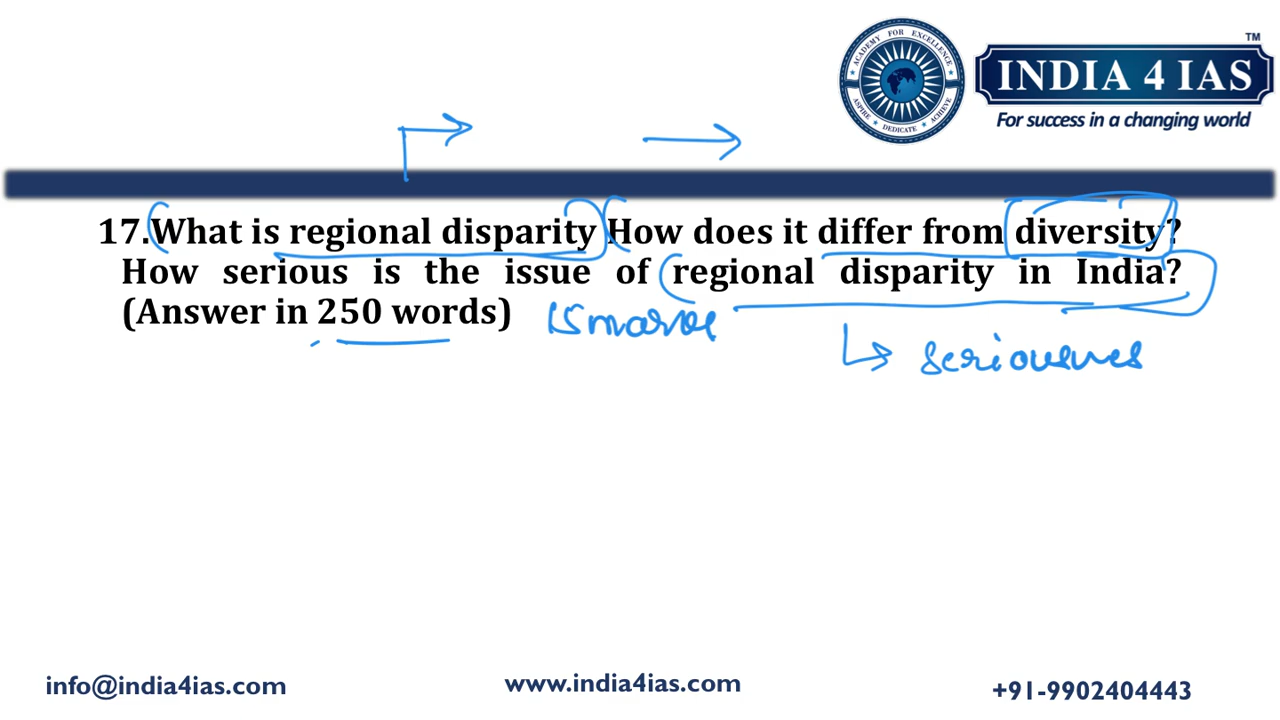 ACADEMY FOR EXCELLENCE
ASPIRE ★ DEDICATE ★ ACHIEVE
TM
INDIA 4 IAS
For success in a changing world
17.What is regional disparity How does it differ from diversity?
How serious is the issue of regional disparity in India?
(Answer in 250 words) 15 marks
seriousness
info@india4ias.com
www.india4ias.com
+91-9902404443